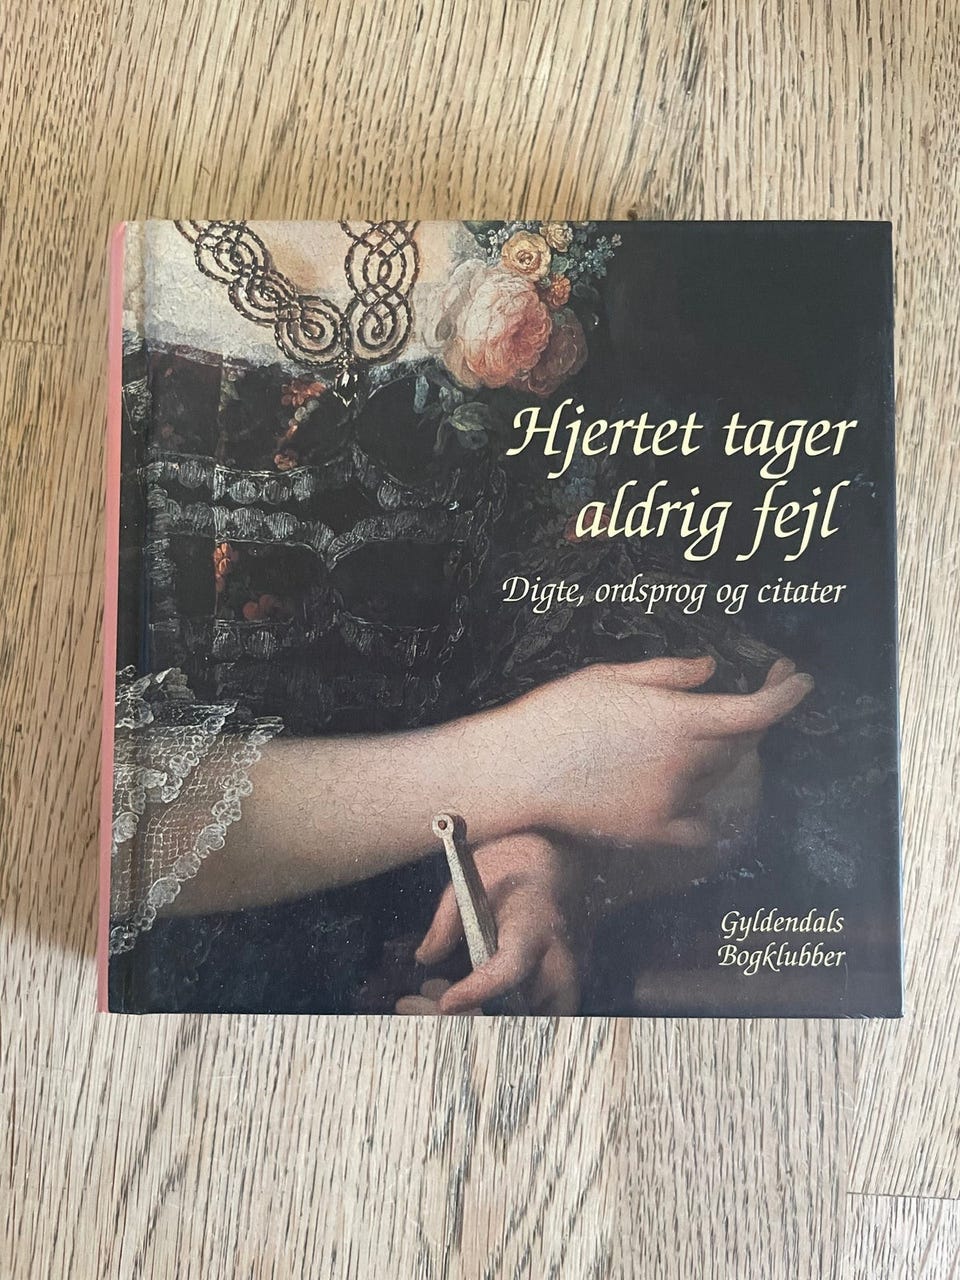 Hjertet tager
aldrig fejl
Digte, ordsprog og citater
Gyldendals
Bogklubber